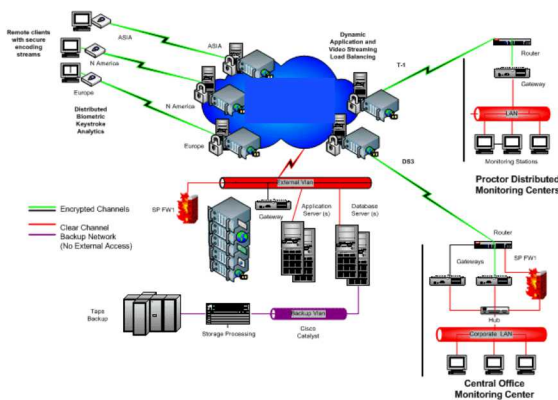 Remote clients
with secure
encoding
streams
ASIA
N America
Europe
Distributed
Biometric
Keystroke
Analytics
ASIA
N America
Europe
Dynamic
Application and
Video Streaming
Load Balancing
T-1
DS3
Router
Gateway
LAN
Monitoring Stations
Proctor Distributed
Monitoring Centers
External Vlan
SP FW1
Gateway
Application
Server (s)
Database
Server (s)
Encrypted Channels
Clear Channel
Backup Network
(No External Access)
Taps
Backup
Storage Processing
Backup Vlan
Cisco
Catalyst
Router
Gateways
SP FW1
Hub
Corporate LAN
Central Office
Monitoring Center